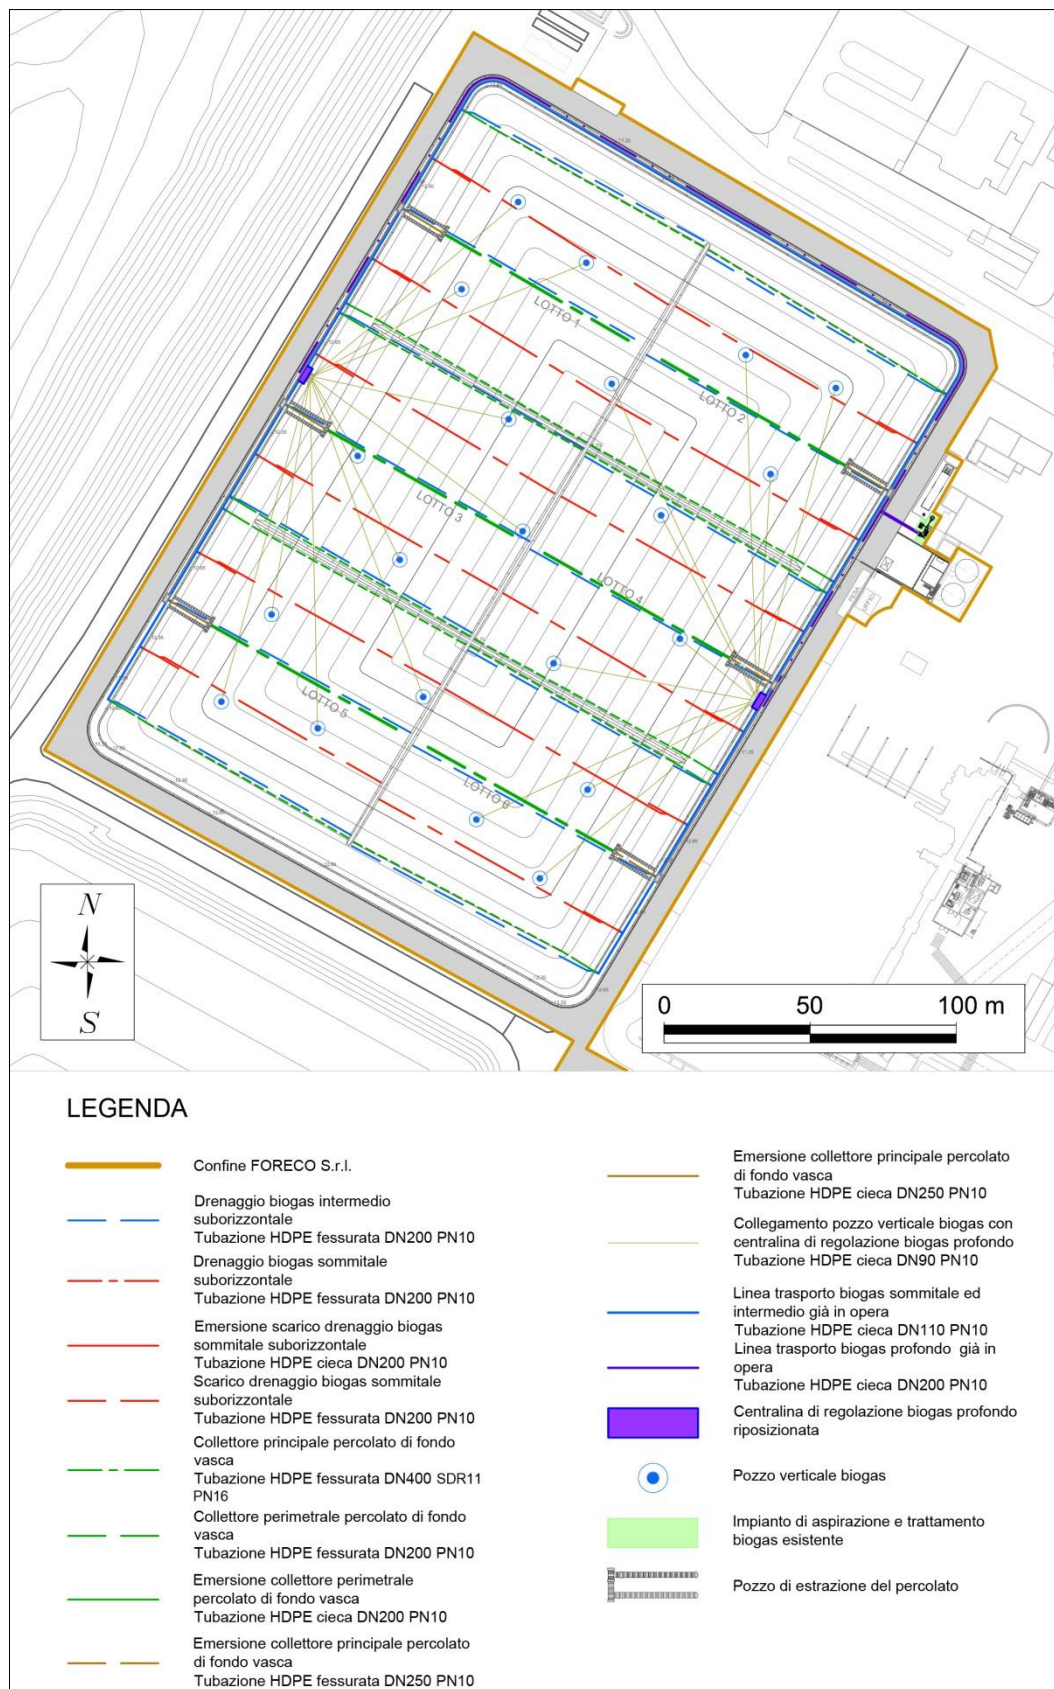 LOTTO 1
LOTTO 2
LOTTO 3
LOTTO 4
LOTTO 5
LOTTO 6
PESA
UFFICI
N
S
0 50 100 m
LEGENDA
Confine FORECO S.r.l.
Drenaggio biogas intermedio
suborizzontale
Tubazione HDPE fessurata DN200 PN10
Drenaggio biogas sommitale
suborizzontale
Tubazione HDPE fessurata DN200 PN10
Emersione scarico drenaggio biogas
sommitale suborizzontale
Tubazione HDPE cieca DN200 PN10
Scarico drenaggio biogas sommitale
suborizzontale
Tubazione HDPE fessurata DN200 PN10
Collettore principale percolato di fondo
vasca
Tubazione HDPE fessurata DN400 SDR11
PN16
Collettore perimetrale percolato di fondo
vasca
Tubazione HDPE fessurata DN200 PN10
Emersione collettore perimetrale
percolato di fondo vasca
Tubazione HDPE cieca DN200 PN10
Emersione collettore principale percolato
di fondo vasca
Tubazione HDPE fessurata DN250 PN10
Emersione collettore principale percolato
di fondo vasca
Tubazione HDPE cieca DN250 PN10
Collegamento pozzo verticale biogas con
centralina di regolazione biogas profondo
Tubazione HDPE cieca DN90 PN10
Linea trasporto biogas sommitale ed
intermedio già in opera
Tubazione HDPE cieca DN110 PN10
Linea trasporto biogas profondo già in
opera
Tubazione HDPE cieca DN200 PN10
Centralina di regolazione biogas profondo
riposizionata
Pozzo verticale biogas
Impianto di aspirazione e trattamento
biogas esistente
Pozzo di estrazione del percolato